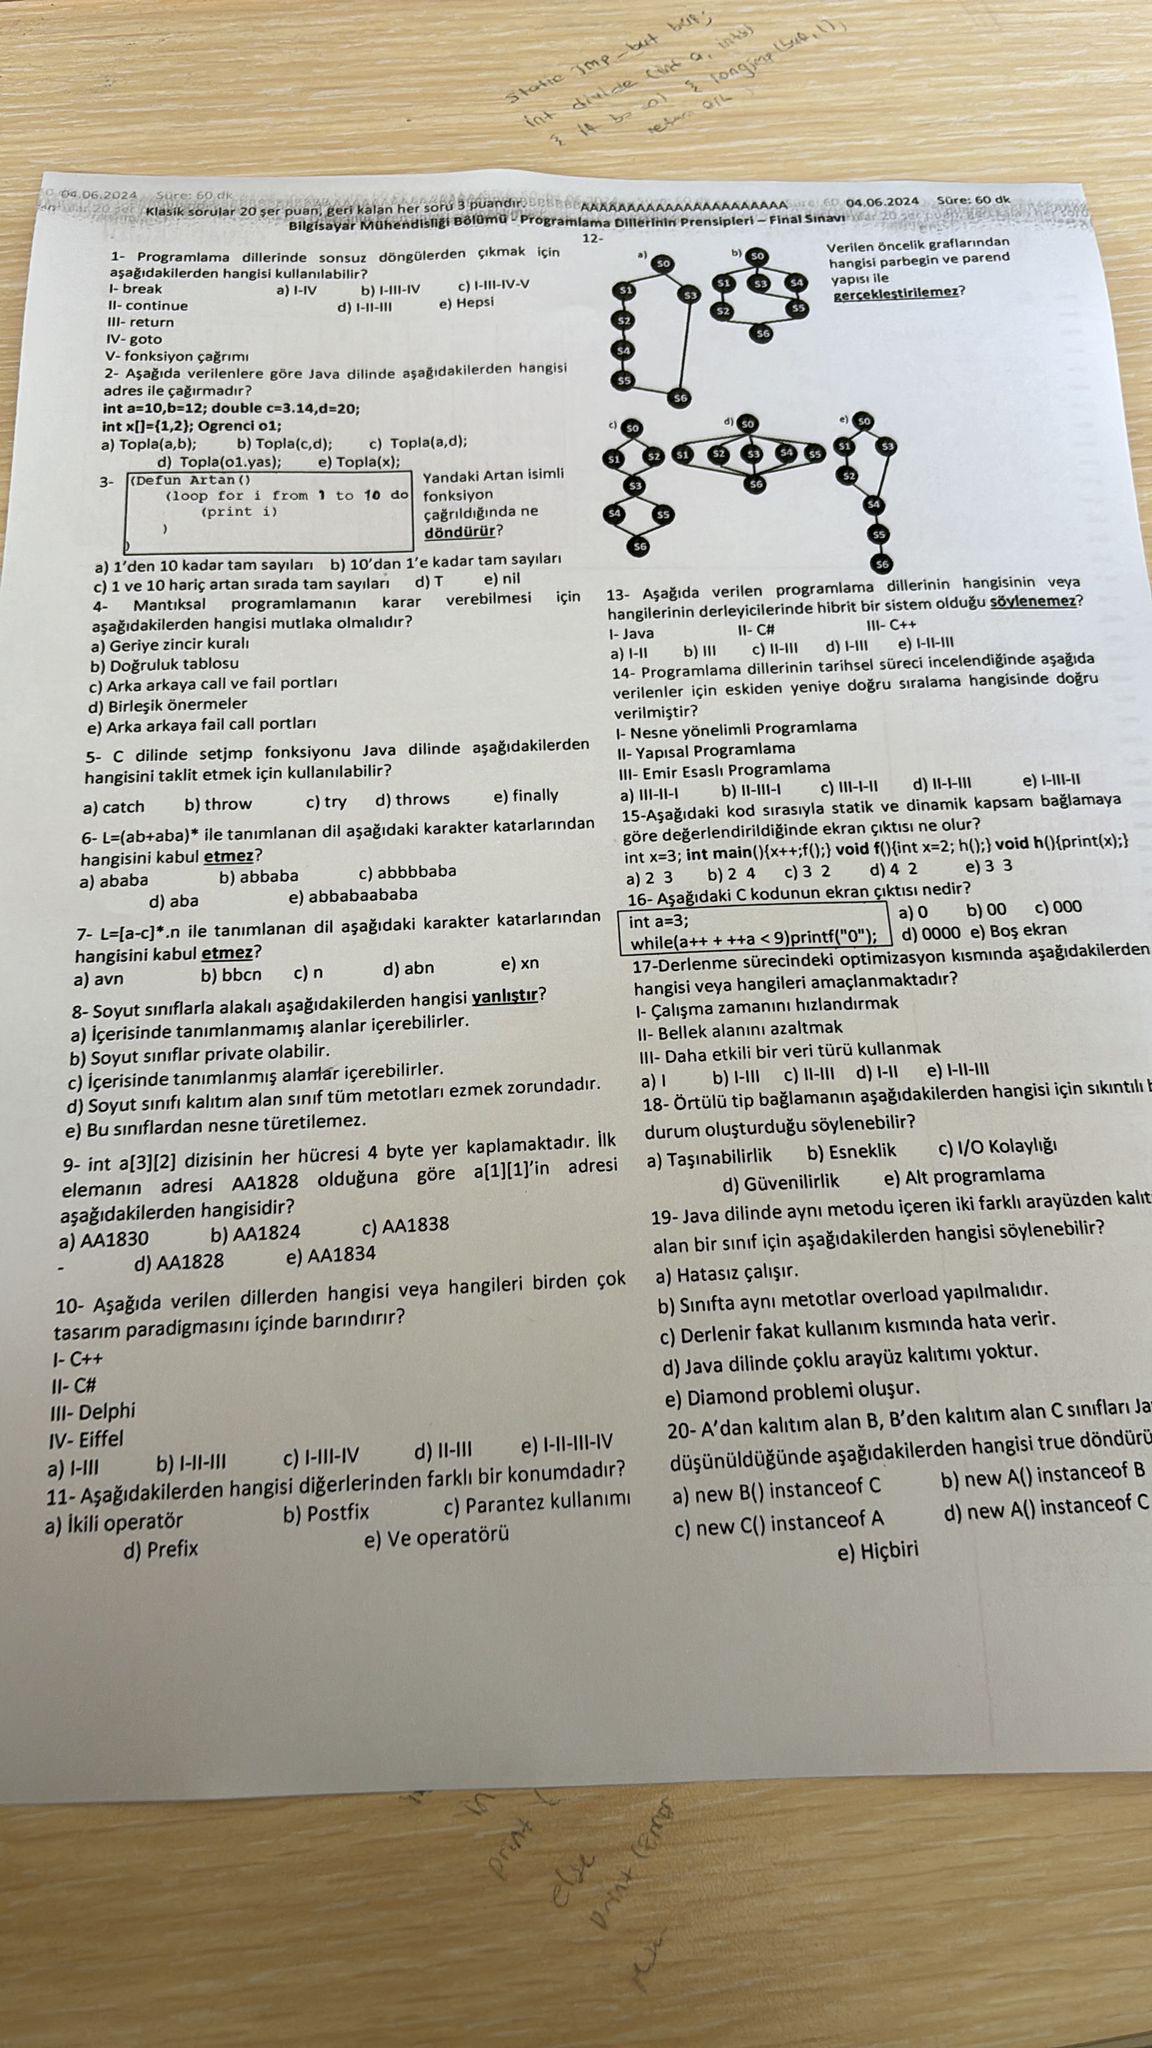 static jmp_buf buf;
int divide (int a, int b)
{ if b==0) { longjmp(buf,1);
04.06.2024 Süre: 60 dk
04.06.2024 Süre: 60 dk
Klasik sorular 20 şer puan, geri kalan her soru 3 puandır.
Bilgisayar Mühendisliği Bölümü - Programlama Dillerinin Prensipleri – Final Sınavı
1- Programlama dillerinde sonsuz döngülerden çıkmak için
aşağıdakilerden hangisi kullanılabilir?
I- break a) I-IV b) I-III-IV c) I-III-IV-V
II- continue d) I-II-III e) Hepsi
III- return
IV- goto
V- fonksiyon çağrımı
2- Aşağıda verilenlere göre Java dilinde aşağıdakilerden hangisi
adres ile çağırmadır?
int a=10,b=12; double c=3.14,d=20;
int x[]={1,2}; Ogrenci o1;
a) Topla(a,b); b) Topla(c,d); c) Topla(a,d);
d) Topla(o1.yas); e) Topla(x);
3-
(Defun Artan()
(loop for i from 1 to 10 do
(print i)
)
)
Yandaki Artan isimli
fonksiyon
çağrıldığında ne
döndürür?
a) 1'den 10 kadar tam sayıları b) 10'dan 1'e kadar tam sayıları
c) 1 ve 10 hariç artan sırada tam sayıları d) T e) nil
4- Mantıksal programlamanın karar verebilmesi için
aşağıdakilerden hangisi mutlaka olmalıdır?
a) Geriye zincir kuralı
b) Doğruluk tablosu
c) Arka arkaya call ve fail portları
d) Birleşik önermeler
e) Arka arkaya fail call portları
5- C dilinde setjmp fonksiyonu Java dilinde aşağıdakilerden
hangisini taklit etmek için kullanılabilir?
a) catch b) throw c) try d) throws e) finally
6- L=(ab+aba)* ile tanımlanan dil aşağıdaki karakter katarlarından
hangisini kabul etmez?
a) ababa b) abbaba c) abbbbaba
d) aba e) abbabaababa
7- L=[a-c]*.n ile tanımlanan dil aşağıdaki karakter katarlarından
hangisini kabul etmez?
a) avn b) bbcn c) n d) abn e) xn
8- Soyut sınıflarla alakalı aşağıdakilerden hangisi yanlıştır?
a) İçerisinde tanımlanmamış alanlar içerebilirler.
b) Soyut sınıflar private olabilir.
c) İçerisinde tanımlanmış alanlar içerebilirler.
d) Soyut sınıfı kalıtım alan sınıf tüm metotları ezmek zorundadır.
e) Bu sınıflardan nesne türetilemez.
9- int a[3][2] dizisinin her hücresi 4 byte yer kaplamaktadır. İlk
elemanın adresi AA1828 olduğuna göre a[1][1]'in adresi
aşağıdakilerden hangisidir?
a) AA1830 b) AA1824 c) AA1838
- d) AA1828 e) AA1834
10- Aşağıda verilen dillerden hangisi veya hangileri birden çok
tasarım paradigmasını içinde barındırır?
I- C++
II- C#
III- Delphi
IV- Eiffel
a) I-III b) I-II-III c) I-III-IV d) II-III e) I-II-III-IV
11- Aşağıdakilerden hangisi diğerlerinden farklı bir konumdadır?
a) İkili operatör b) Postfix c) Parantez kullanımı
d) Prefix e) Ve operatörü
12-
a) S0 S1 S3 S2 S4 S5 S6
b) S0 S1 S3 S4 S2 S5 S6
Verilen öncelik graflarından
hangisi parbegin ve parend
yapısı ile
gerçekleştirilemez?
c) S0 S1 S2 S3 S4 S5 S6
d) S0 S1 S2 S3 S4 S5 S6
e) S0 S1 S3 S2 S4 S5 S6
13- Aşağıda verilen programlama dillerinin hangisinin veya
hangilerinin derleyicilerinde hibrit bir sistem olduğu söylenemez?
I- Java II- C# III- C++
a) I-II b) III c) II-III d) I-III e) I-II-III
14- Programlama dillerinin tarihsel süreci incelendiğinde aşağıda
verilenler için eskiden yeniye doğru sıralama hangisinde doğru
verilmiştir?
I- Nesne yönelimli Programlama
II- Yapısal Programlama
III- Emir Esaslı Programlama
a) III-II-I b) II-III-I c) III-I-II d) II-I-III e) I-III-II
15-Aşağıdaki kod sırasıyla statik ve dinamik kapsam bağlamaya
göre değerlendirildiğinde ekran çıktısı ne olur?
int x=3; int main(){x++;f();} void f(){int x=2; h();} void h(){print(x);}
a) 2 3 b) 2 4 c) 3 2 d) 4 2 e) 3 3
16- Aşağıdaki C kodunun ekran çıktısı nedir?
int a=3;
while(a++ + ++a < 9)printf("0");
a) 0 b) 00 c) 000
d) 0000 e) Boş ekran
17-Derlenme sürecindeki optimizasyon kısmında aşağıdakilerden
hangisi veya hangileri amaçlanmaktadır?
I- Çalışma zamanını hızlandırmak
II- Bellek alanını azaltmak
III- Daha etkili bir veri türü kullanmak
a) I b) I-III c) II-III d) I-II e) I-II-III
18- Örtülü tip bağlamanın aşağıdakilerden hangisi için sıkıntılı
durum oluşturduğu söylenebilir?
a) Taşınabilirlik b) Esneklik c) I/O Kolaylığı
d) Güvenilirlik e) Alt programlama
19- Java dilinde aynı metodu içeren iki farklı arayüzden kalıt
alan bir sınıf için aşağıdakilerden hangisi söylenebilir?
a) Hatasız çalışır.
b) Sınıfta aynı metotlar overload yapılmalıdır.
c) Derlenir fakat kullanım kısmında hata verir.
d) Java dilinde çoklu arayüz kalıtımı yoktur.
e) Diamond problemi oluşur.
20- A'dan kalıtım alan B, B'den kalıtım alan C sınıfları Ja
düşünüldüğünde aşağıdakilerden hangisi true döndürü
a) new B() instanceof C b) new A() instanceof B
c) new C() instanceof A d) new A() instanceof C
e) Hiçbiri
print (
else
print (Error